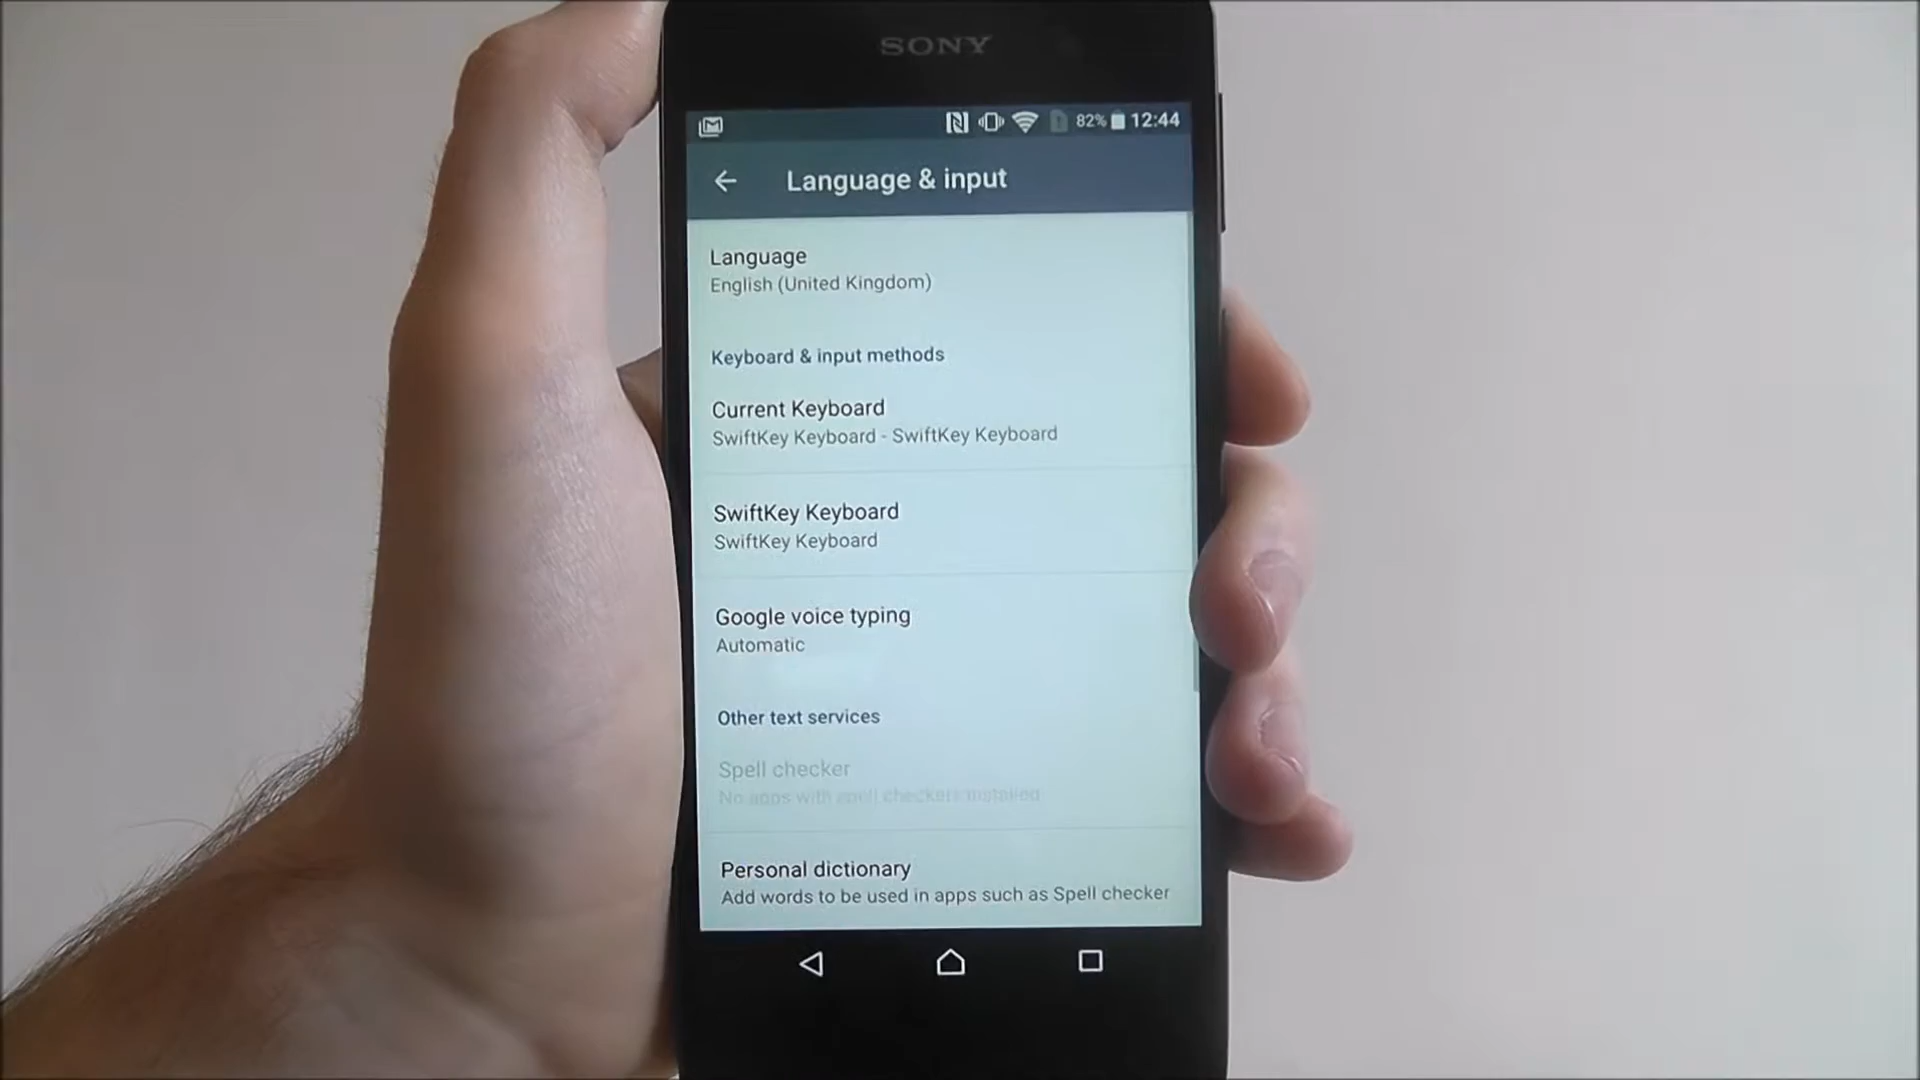 SONY
82% 12:44
Language & input
Language
English (United Kingdom)
Keyboard & input methods
Current Keyboard
SwiftKey Keyboard - SwiftKey Keyboard
SwiftKey Keyboard
SwiftKey Keyboard
Google voice typing
Automatic
Other text services
Spell checker
No apps with spell checkers installed
Personal dictionary
Add words to be used in apps such as Spell checker